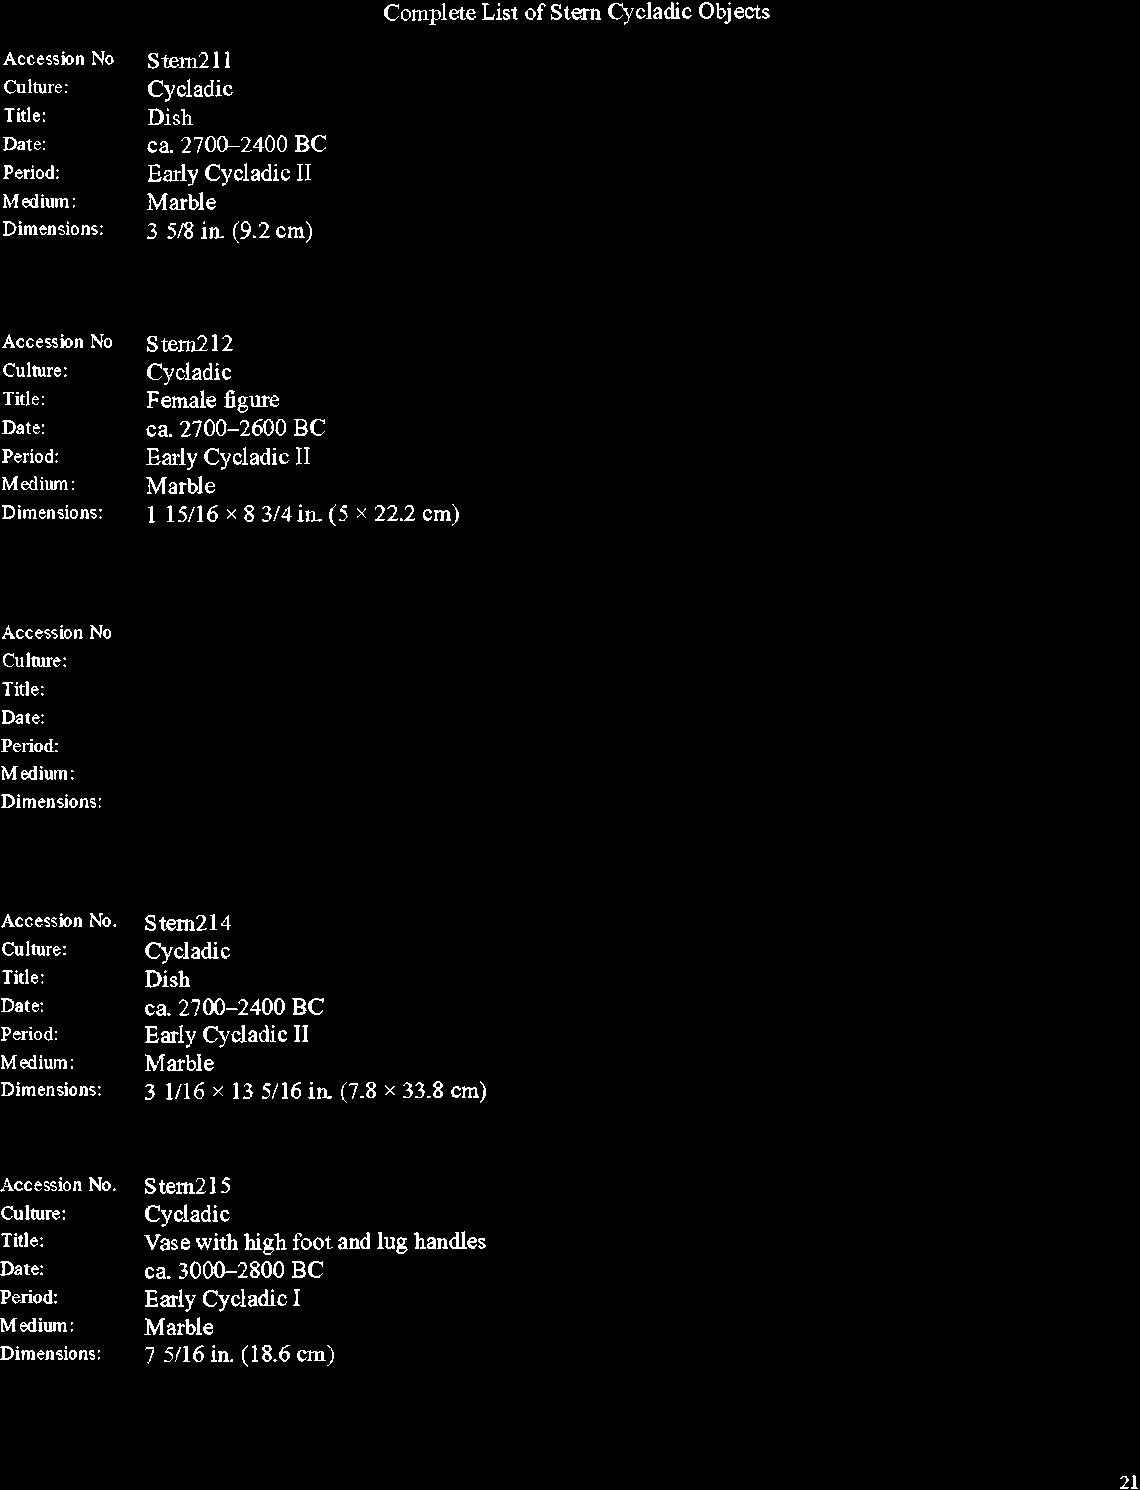 Complete List of Stern Cycladic Objects
Accession No Stern211
Culture: Cycladic
Title: Dish
Date: ca. 2700–2400 BC
Period: Early Cycladic II
Medium: Marble
Dimensions: 3 5/8 in. (9.2 cm)
Accession No Stern212
Culture: Cycladic
Title: Female figure
Date: ca. 2700–2600 BC
Period: Early Cycladic II
Medium: Marble
Dimensions: 1 15/16 × 8 3/4 in. (5 × 22.2 cm)
Accession No
Culture:
Title:
Date:
Period:
Medium:
Dimensions:
Accession No. Stern214
Culture: Cycladic
Title: Dish
Date: ca. 2700–2400 BC
Period: Early Cycladic II
Medium: Marble
Dimensions: 3 1/16 × 13 5/16 in. (7.8 × 33.8 cm)
Accession No. Stern215
Culture: Cycladic
Title: Vase with high foot and lug handles
Date: ca. 3000–2800 BC
Period: Early Cycladic I
Medium: Marble
Dimensions: 7 5/16 in. (18.6 cm)
21